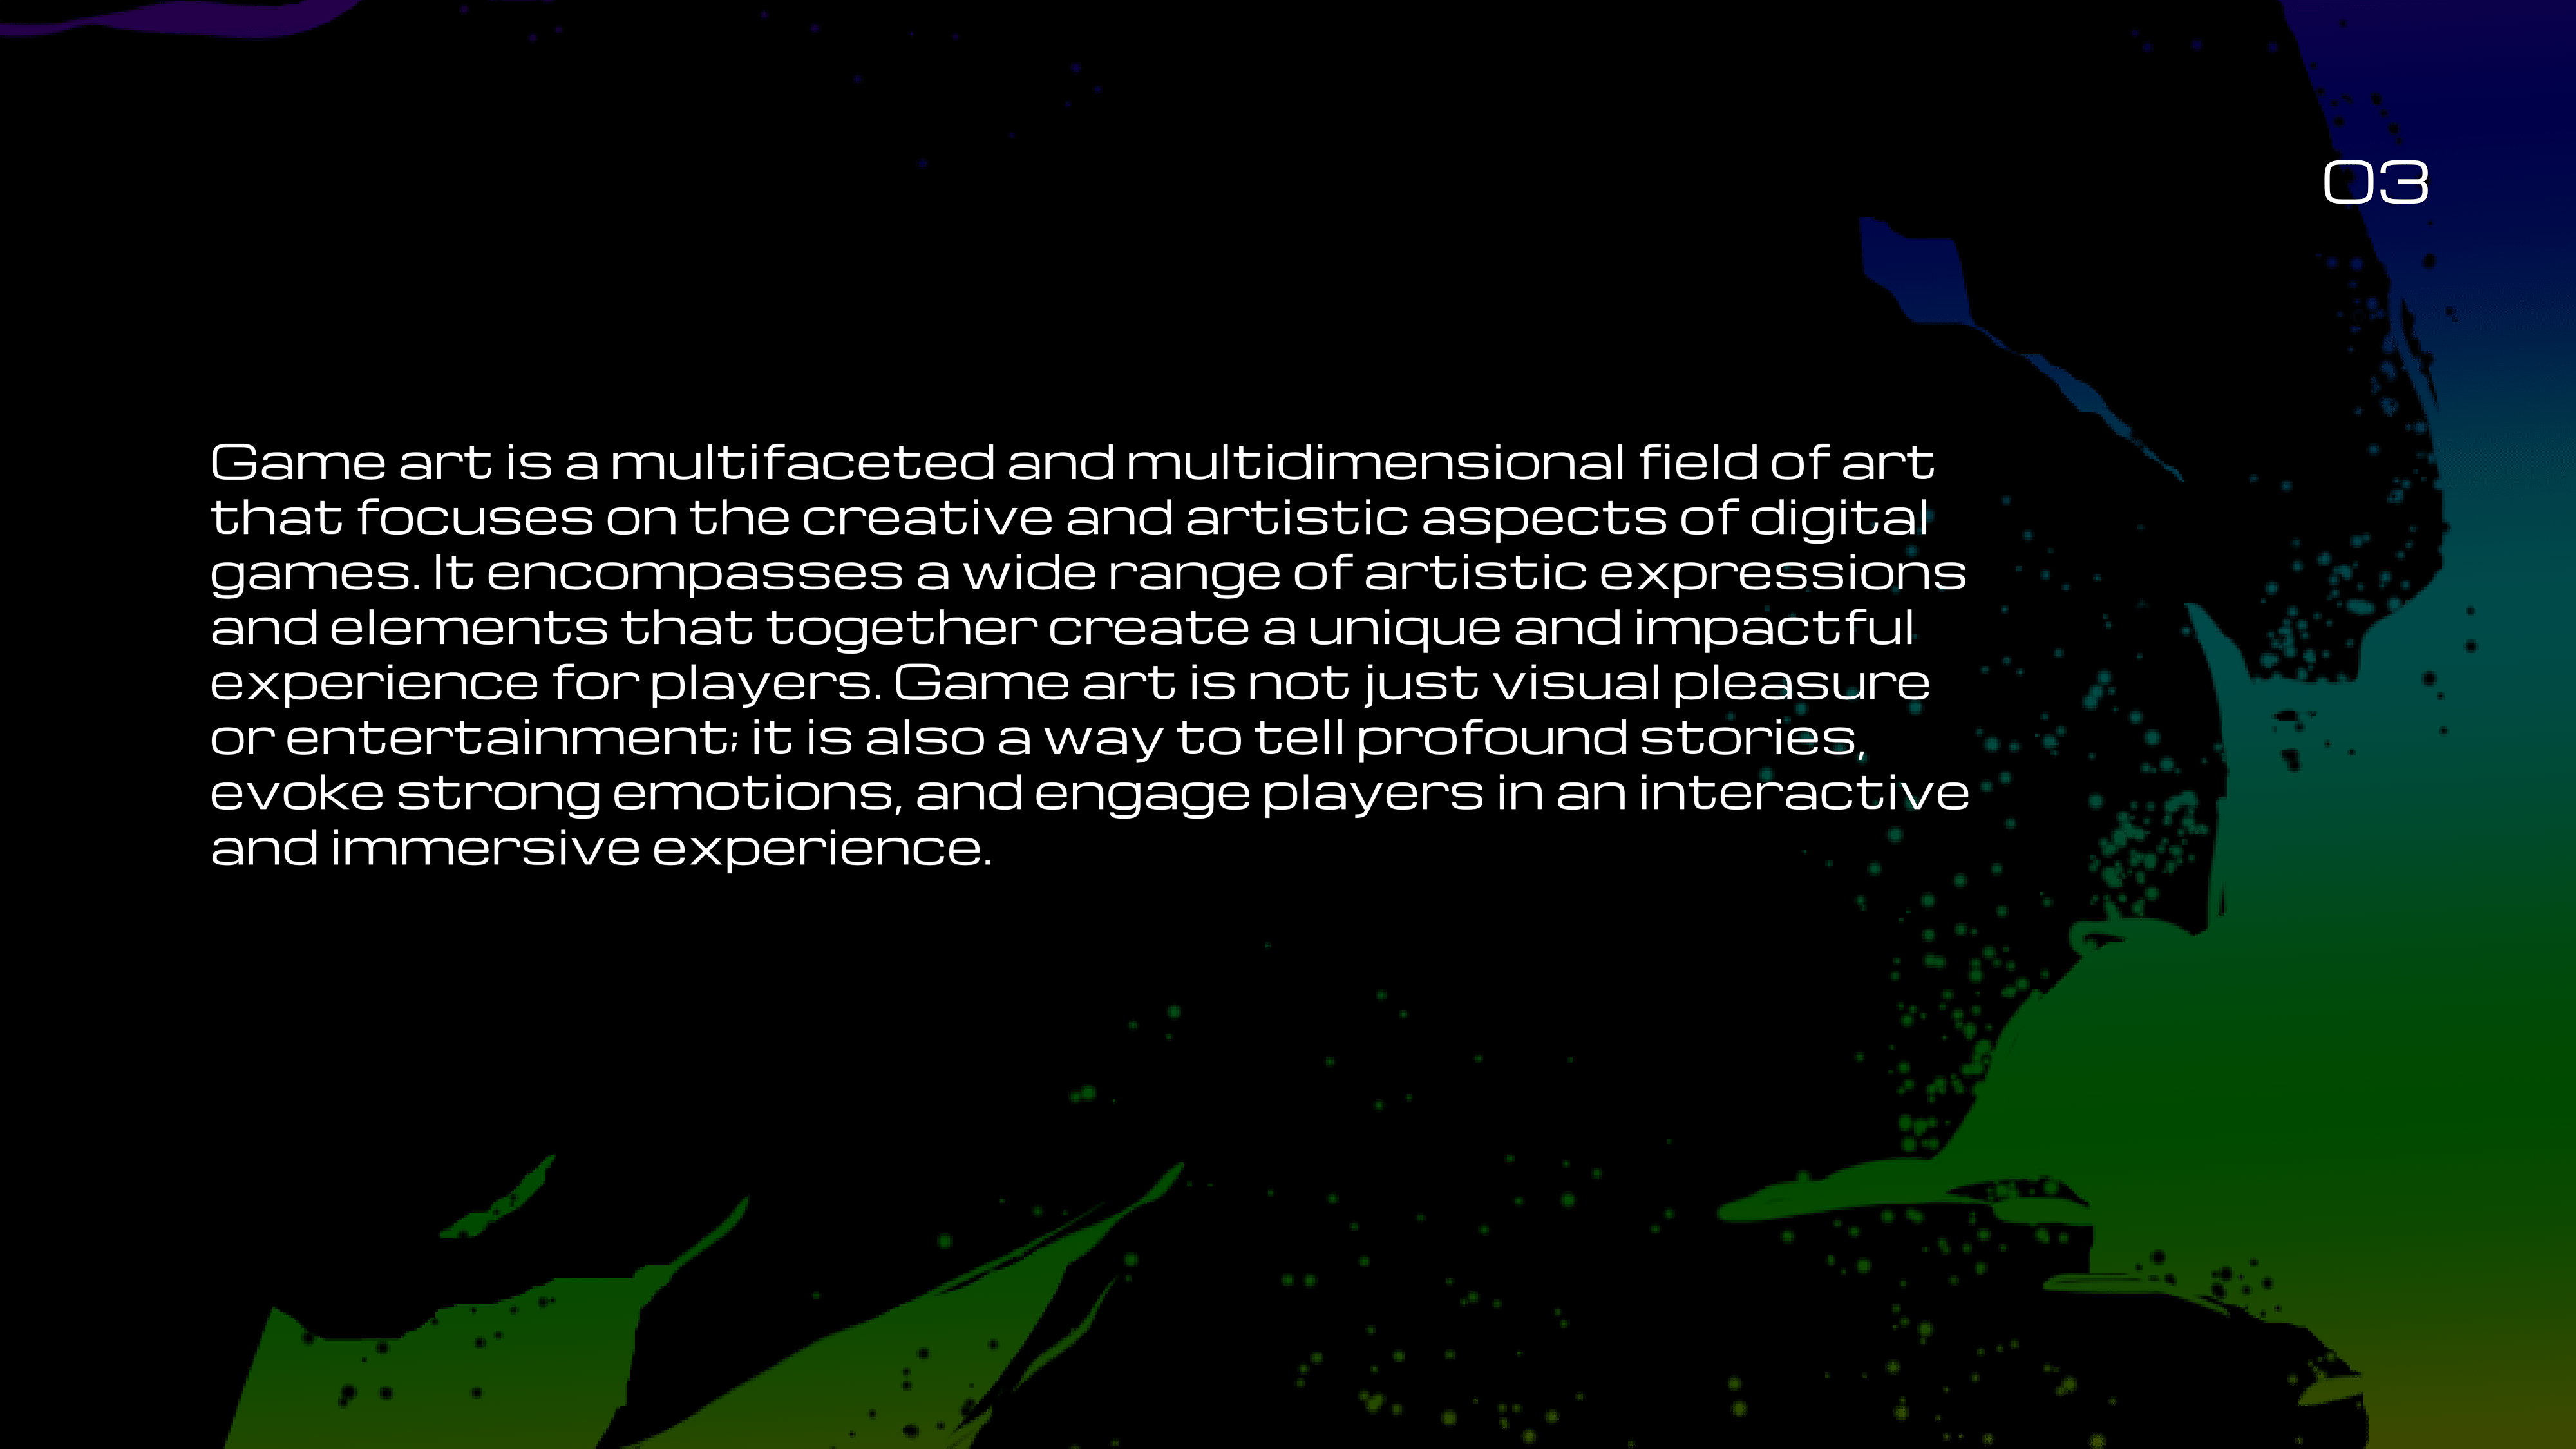 03
Game art is a multifaceted and multidimensional field of art
that focuses on the creative and artistic aspects of digital
games. It encompasses a wide range of artistic expressions
and elements that together create a unique and impactful
experience for players. Game art is not just visual pleasure
or entertainment; it is also a way to tell profound stories,
evoke strong emotions, and engage players in an interactive
and immersive experience.